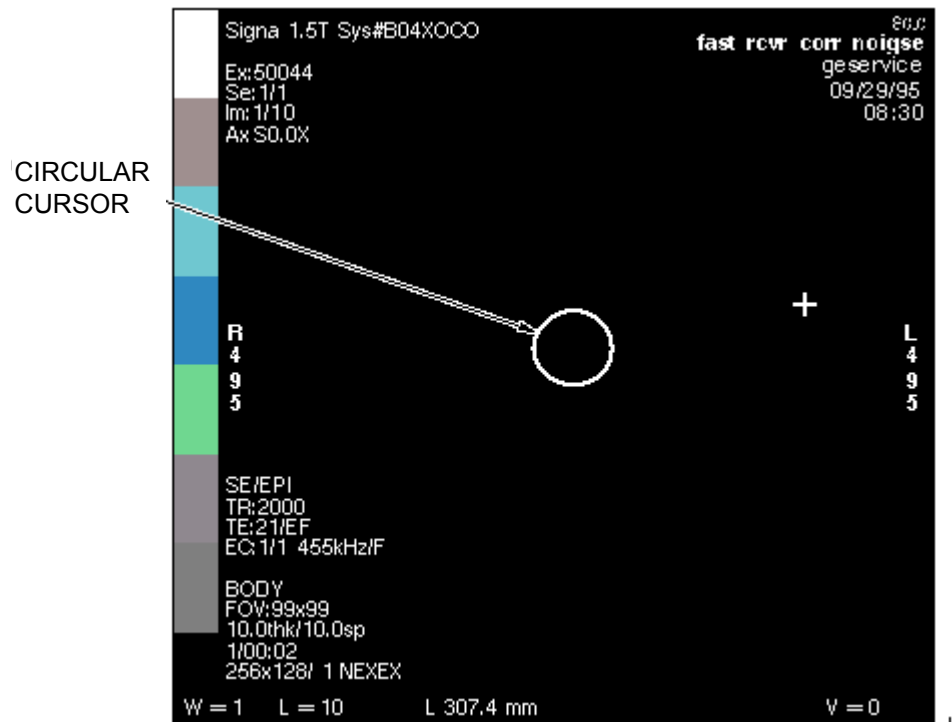 Signa 1.5T Sys#B04XOCO
fast rcvr corr noiqse
Ex:50044
geservice
Se:1/1
09/29/95
Im:1/10
08:30
Ax S0.0X
CIRCULAR
CURSOR
R
4
9
5
L
4
9
5
SE/EPI
TR:2000
TE:21/EF
EC:1/1 455kHz/F
BODY
FOV:99x99
10.0thk/10.0sp
1/00:02
256x128/ 1 NEXEX
W = 1 L = 10 L 307.4 mm V = 0